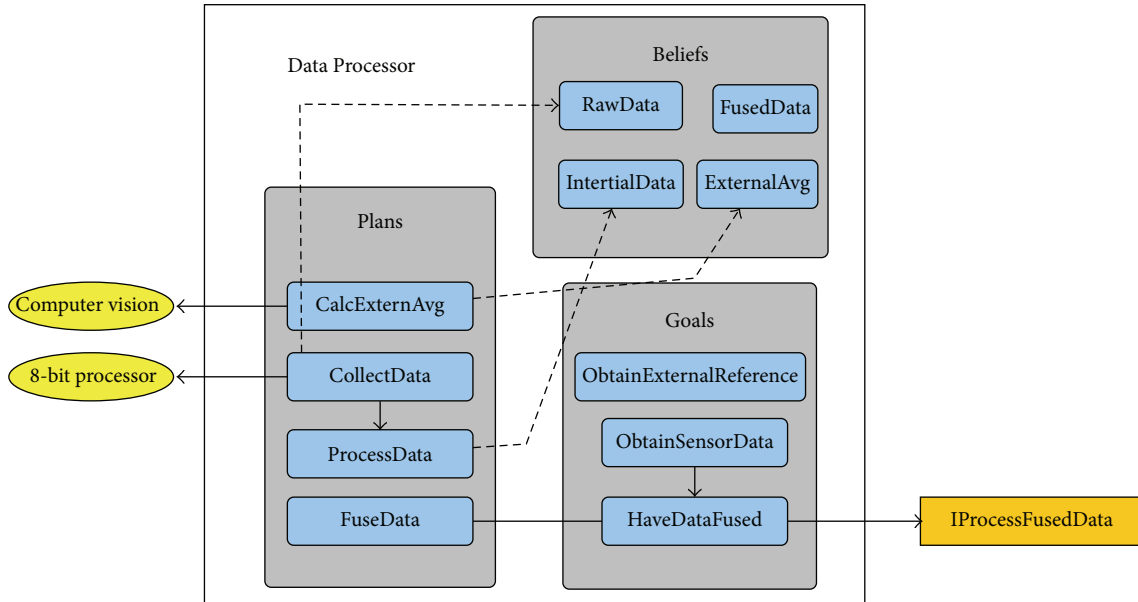 Data Processor
Beliefs
RawData
FusedData
IntertialData
ExternalAvg
Plans
CalcExternAvg
CollectData
ProcessData
FuseData
Computer vision
8-bit processor
Goals
ObtainExternalReference
ObtainSensorData
HaveDataFused
IProcessFusedData